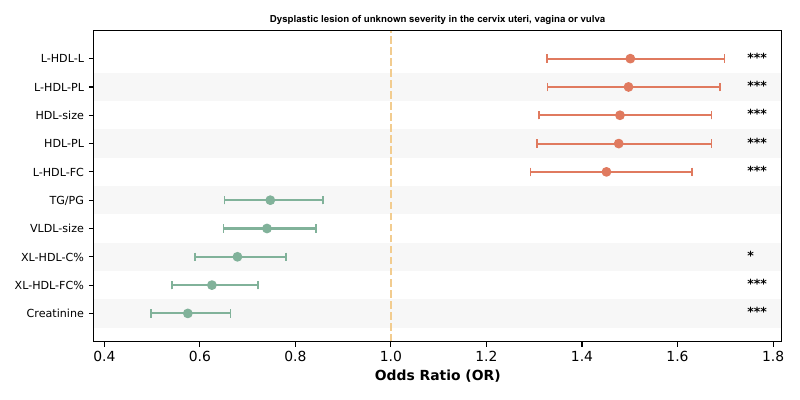 Dysplastic lesion of unknown severity in the cervix uteri, vagina or vulva
L-HDL-L ***
L-HDL-PL ***
HDL-size ***
HDL-PL ***
L-HDL-FC ***
TG/PG
VLDL-size
XL-HDL-C% *
XL-HDL-FC% ***
Creatinine ***
0.4 0.6 0.8 1.0 1.2 1.4 1.6 1.8
Odds Ratio (OR)